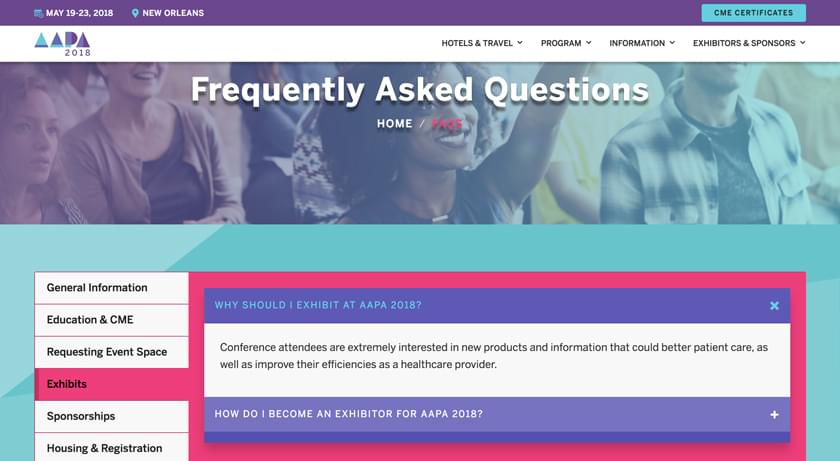 MAY 19-23, 2018
NEW ORLEANS
CME CERTIFICATES
AAPA
2018
HOTELS & TRAVEL
PROGRAM
INFORMATION
EXHIBITORS & SPONSORS
Frequently Asked Questions
HOME / FAQS
General Information
Education & CME
Requesting Event Space
Exhibits
Sponsorships
Housing & Registration
WHY SHOULD I EXHIBIT AT AAPA 2018?
Conference attendees are extremely interested in new products and information that could better patient care, as
well as improve their efficiencies as a healthcare provider.
HOW DO I BECOME AN EXHIBITOR FOR AAPA 2018?